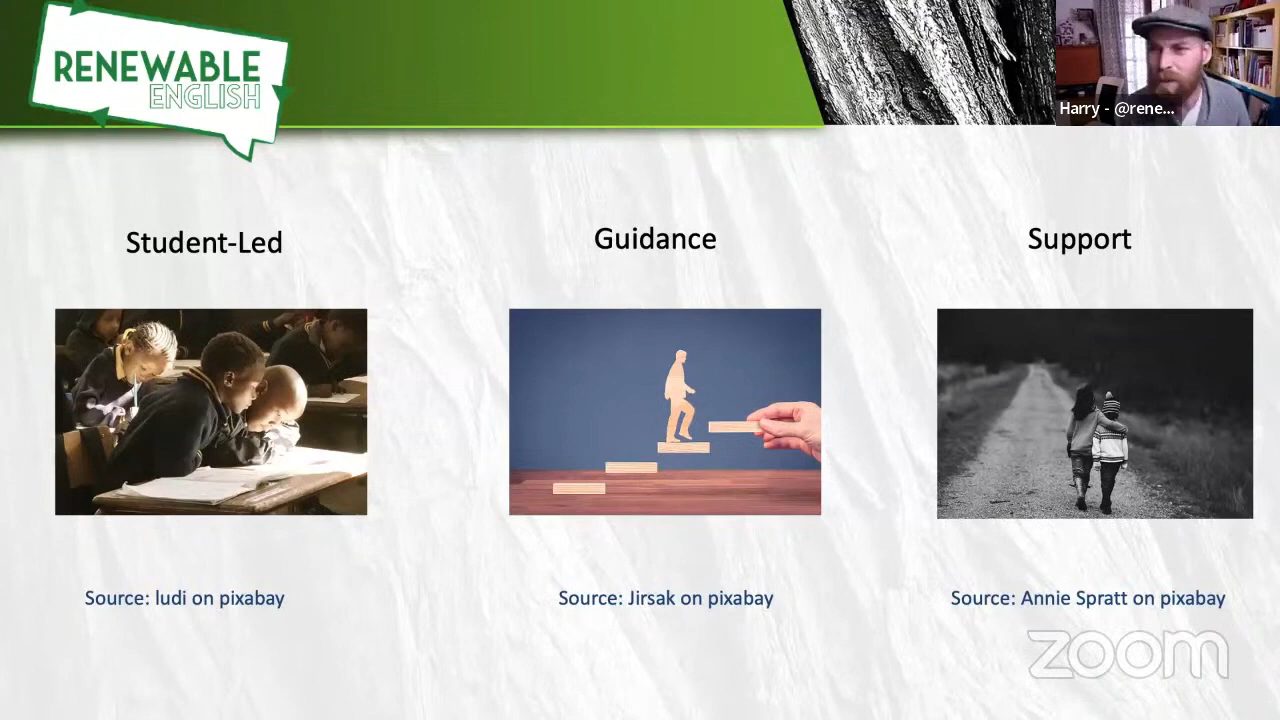 RENEWABLE
ENGLISH
Harry - @rene...
Student-Led
Guidance
Support
Source: ludi on pixabay
Source: Jirsak on pixabay
Source: Annie Spratt on pixabay
zoom